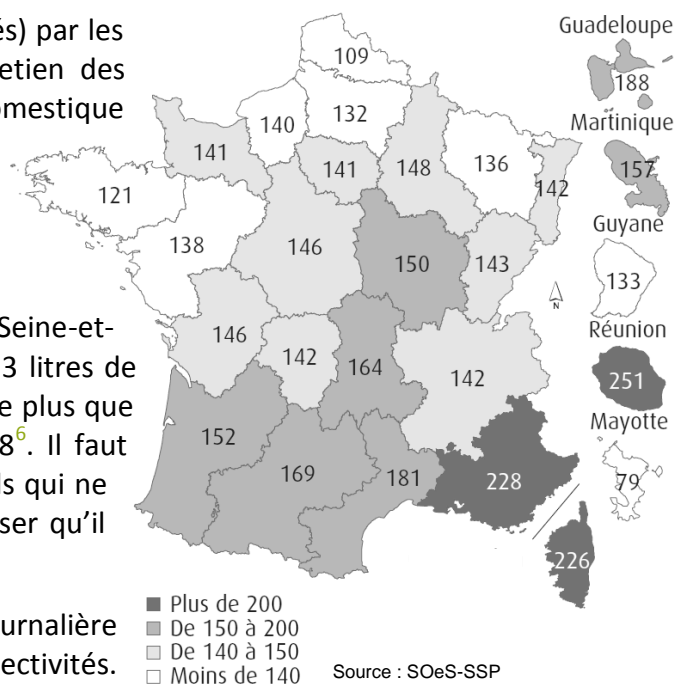 és) par les
retien des
omestique
Seine-et-
3 litres de
e plus que
8⁶. Il faut
ls qui ne
ser qu’il
ournalière
ectivités.
109
132
140
141
141
148
136
142
121
138
146
150
143
146
142
164
142
152
169
181
228
226
Guadeloupe
188
Martinique
157
Guyane
133
Réunion
251
Mayotte
79
N
Plus de 200
De 150 à 200
De 140 à 150
Moins de 140
Source : SOeS-SSP